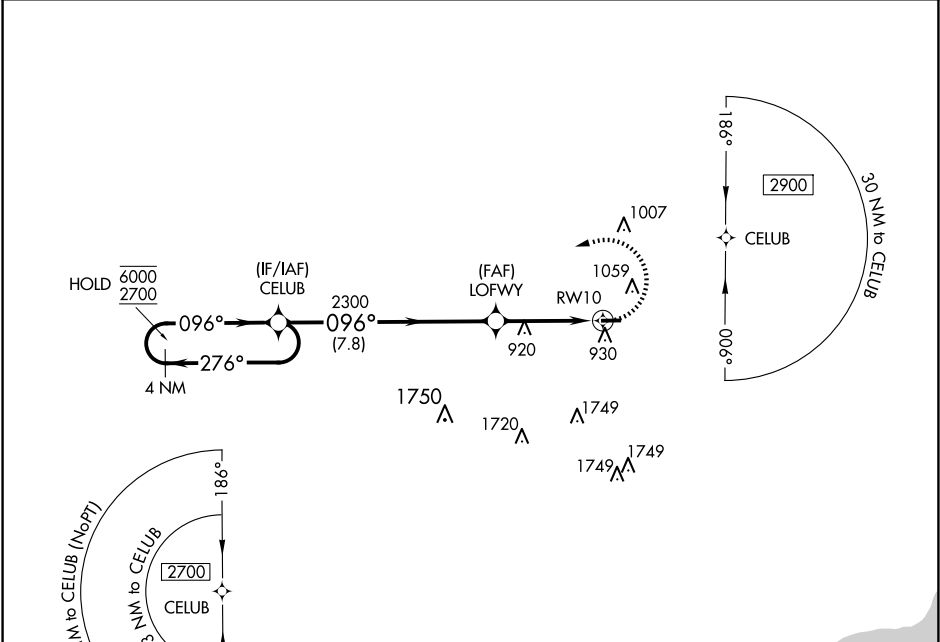 186°
2900
CELUB
30 NM to CELUB
006°
1007
1059
HOLD 6000
2700
(IF/IAF)
CELUB
(FAF)
LOFWY
RW10
2300
096°
096°
(7.8)
276°
4 NM
920
930
1750
1720
1749
1749
1749
186°
NM to CELUB (NoPT)
NM to CELUB
2700
CELUB